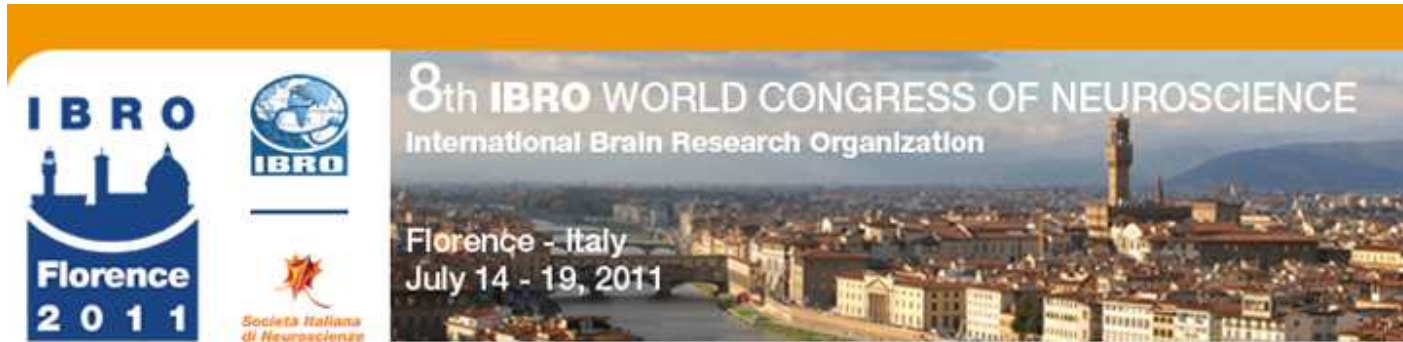 IBRO
Florence
2011
IBRO
Società Italiana
di Neuroscienze
8th IBRO WORLD CONGRESS OF NEUROSCIENCE
International Brain Research Organization
Florence - Italy
July 14 - 19, 2011